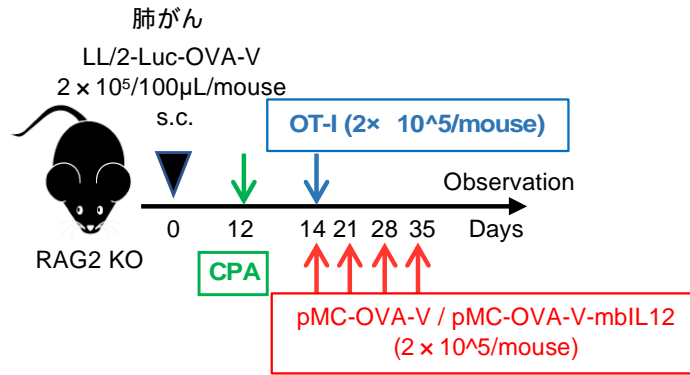 肺がん
LL/2-Luc-OVA-V
2 × 10⁵/100μL/mouse
s.c.
OT-I (2× 10^5/mouse)
Observation
0 12 14 21 28 35 Days
RAG2 KO
CPA
pMC-OVA-V / pMC-OVA-V-mbIL12
(2 × 10^5/mouse)